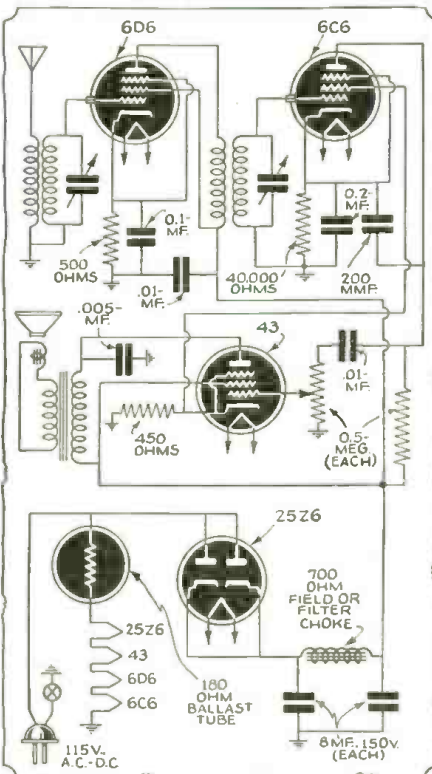 6D6
6C6
0.1-
MF.
500
OHMS
.01-
MF.
40,000
OHMS
0.2-
MF.
200
MMF.
.005-
MF.
43
.01-
MF.
450
OHMS
0.5-
MEG.
(EACH)
25Z6
700
OHM
FIELD OR
FILTER
CHOKE
25Z6
43
6D6
6C6
180
OHM
BALLAST
TUBE
8MF. 150V.
(EACH)
115V.
A.C.-D.C